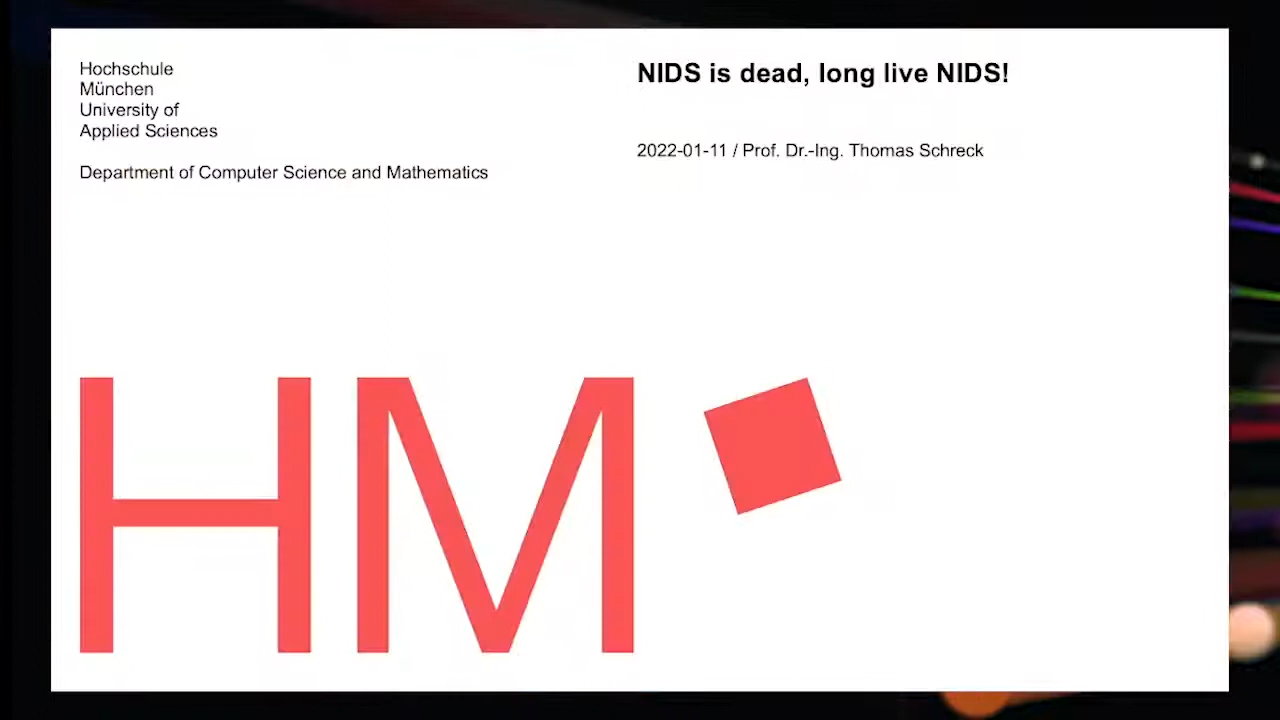 Hochschule
München
University of
Applied Sciences
Department of Computer Science and Mathematics
NIDS is dead, long live NIDS!
2022-01-11 / Prof. Dr.-Ing. Thomas Schreck
HM